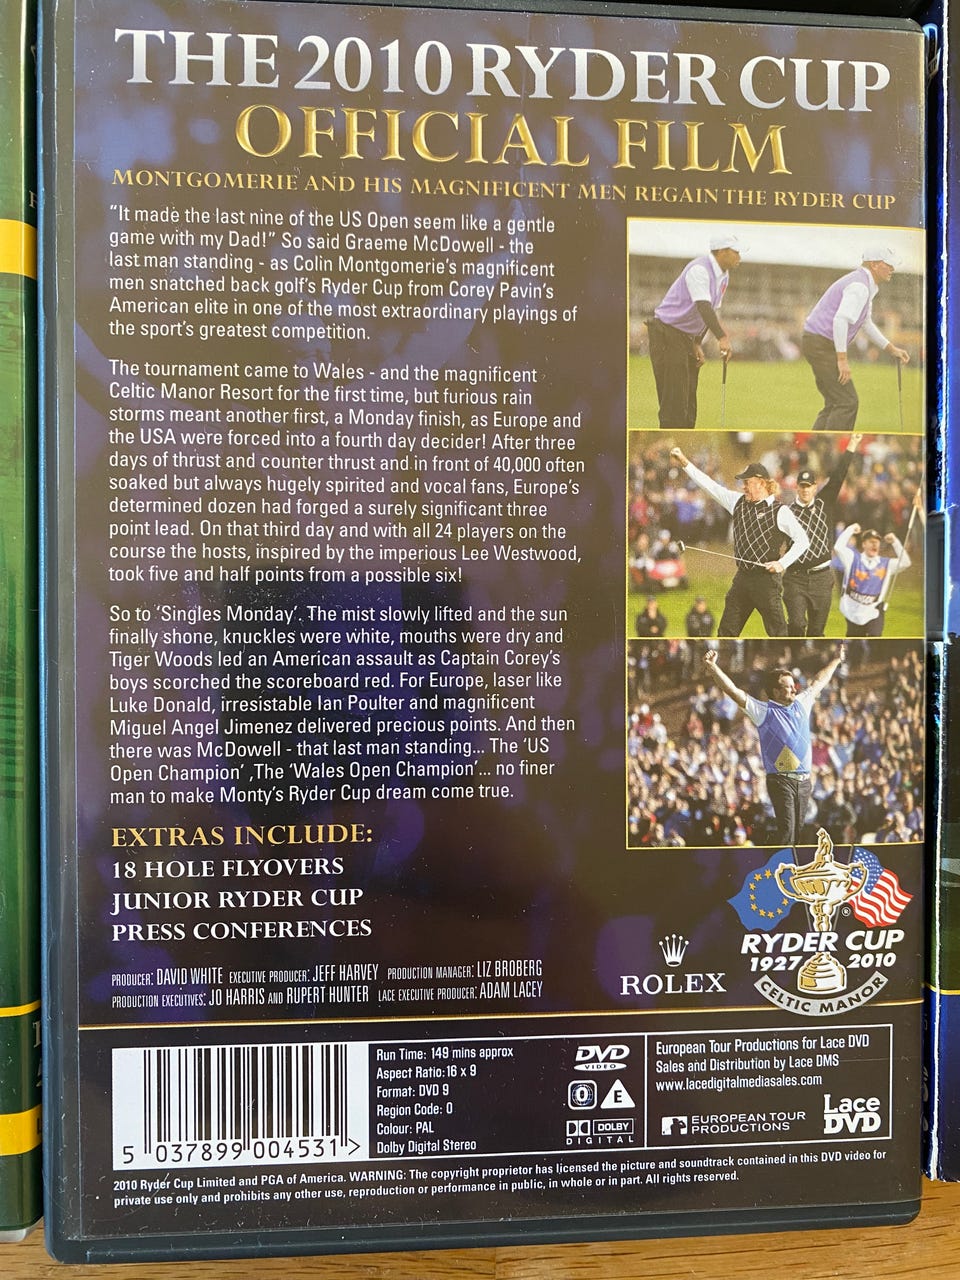 THE 2010 RYDER CUP
OFFICIAL FILM
MONTGOMERIE AND HIS MAGNIFICENT MEN REGAIN THE RYDER CUP
“It made the last nine of the US Open seem like a gentle
game with my Dad!” So said Graeme McDowell - the
last man standing - as Colin Montgomerie's magnificent
men snatched back golf's Ryder Cup from Corey Pavin's
American elite in one of the most extraordinary playings of
the sport's greatest competition.
The tournament came to Wales - and the magnificent
Celtic Manor Resort for the first time, but furious rain
storms meant another first, a Monday finish, as Europe and
the USA were forced into a fourth day decider! After three
days of thrust and counter thrust and in front of 40,000 often
soaked but always hugely spirited and vocal fans, Europe's
determined dozen had forged a surely significant three
point lead. On that third day and with all 24 players on the
course the hosts, inspired by the imperious Lee Westwood,
took five and half points from a possible six!
So to ‘Singles Monday’. The mist slowly lifted and the sun
finally shone, knuckles were white, mouths were dry and
Tiger Woods led an American assault as Captain Corey's
boys scorched the scoreboard red. For Europe, laser like
Luke Donald, irresistable Ian Poulter and magnificent
Miguel Angel Jimenez delivered precious points. And then
there was McDowell - that last man standing... The ‘US
Open Champion’ ,The ‘Wales Open Champion’... no finer
man to make Monty's Ryder Cup dream come true.
EXTRAS INCLUDE:
18 HOLE FLYOVERS
JUNIOR RYDER CUP
PRESS CONFERENCES
PRODUCER: DAVID WHITE EXECUTIVE PRODUCER: JEFF HARVEY PRODUCTION MANAGER: LIZ BROBERG
PRODUCTION EXECUTIVES: JO HARRIS AND RUPERT HUNTER LACE EXECUTIVE PRODUCER: ADAM LACEY
ROLEX
®
RYDER CUP
1927 2010
CELTIC MANOR
5 037899 004531 >
Run Time: 149 mins approx
Aspect Ratio:16 x 9
Format: DVD 9
Region Code: 0
Colour: PAL
Dolby Digital Stereo
DVD
VIDEO
0 E
DOLBY
DIGITAL
European Tour Productions for Lace DVD
Sales and Distribution by Lace DMS
www.lacedigitalmediasales.com
EUROPEAN TOUR
PRODUCTIONS
Lace
DVD
2010 Ryder Cup Limited and PGA of America. WARNING: The copyright proprietor has licensed the picture and soundtrack contained in this DVD video for
private use only and prohibits any other use, reproduction or performance in public, in whole or in part. All rights reserved.